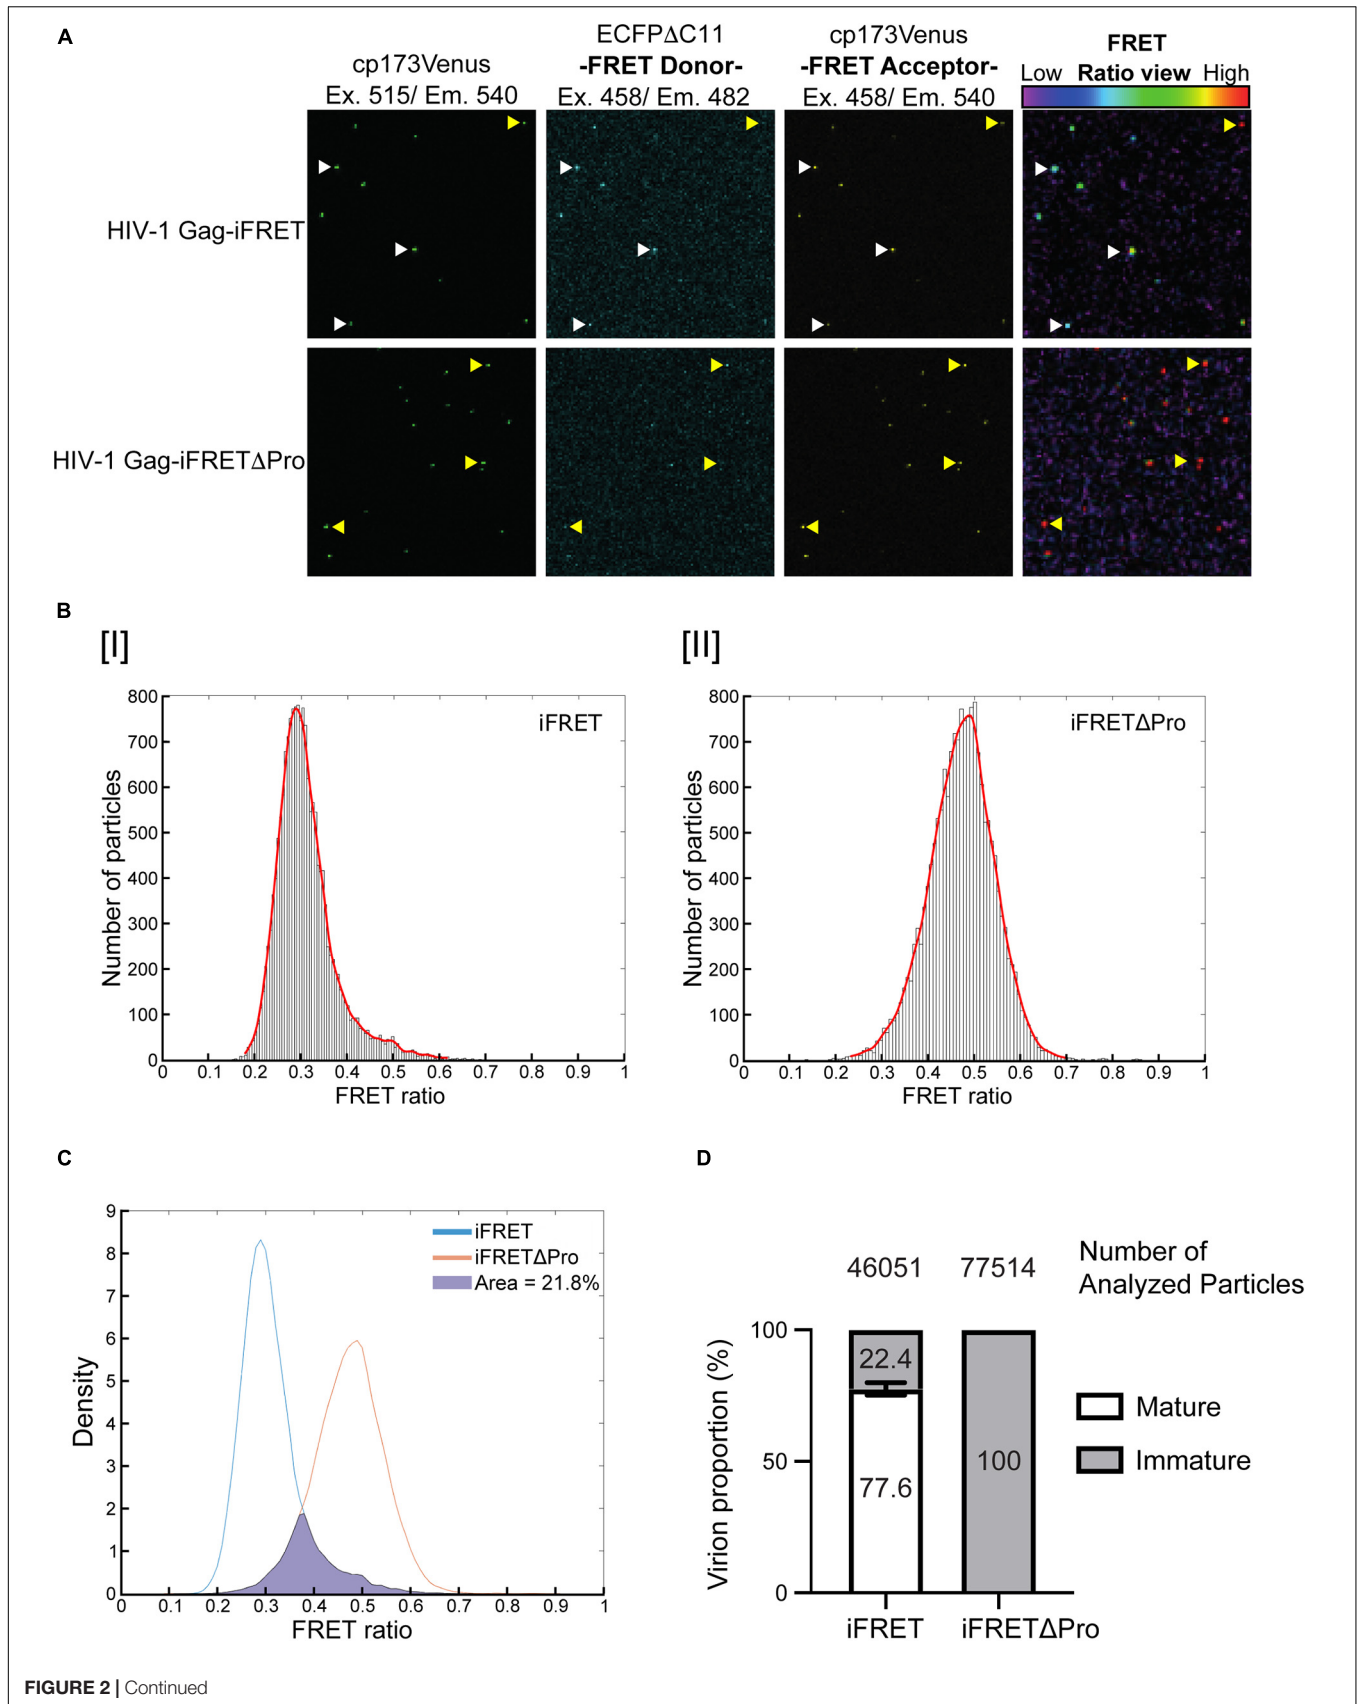 A
cp173Venus
Ex. 515/ Em. 540
ECFPΔC11
-FRET Donor-
Ex. 458/ Em. 482
cp173Venus
-FRET Acceptor-
Ex. 458/ Em. 540
FRET
Low Ratio view High
HIV-1 Gag-iFRET
HIV-1 Gag-iFRETΔPro
B
[I]
iFRET
Number of particles
800
700
600
500
400
300
200
100
0
0 0.1 0.2 0.3 0.4 0.5 0.6 0.7 0.8 0.9 1
FRET ratio
[II]
iFRETΔPro
Number of particles
800
700
600
500
400
300
200
100
0
0 0.1 0.2 0.3 0.4 0.5 0.6 0.7 0.8 0.9 1
FRET ratio
C
Density
9
8
7
6
5
4
3
2
1
0
iFRET
iFRETΔPro
Area = 21.8%
0 0.1 0.2 0.3 0.4 0.5 0.6 0.7 0.8 0.9 1
FRET ratio
D
46051 77514
Number of
Analyzed Particles
Virion proportion (%)
100
50
0
22.4
77.6
100
Mature
Immature
iFRET iFRETΔPro
FIGURE 2 | Continued